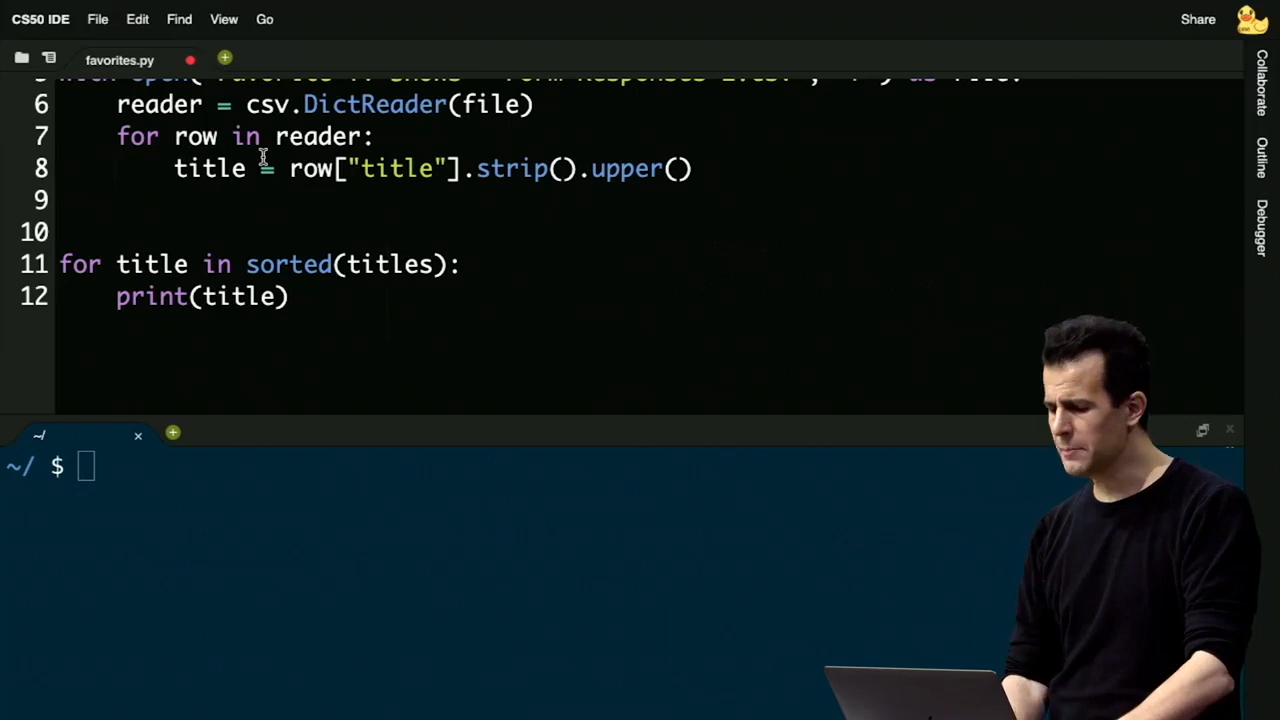 CS50 IDE File Edit Find View Go Share
favorites.py
6 reader = csv.DictReader(file)
7 for row in reader:
8 title = row["title"].strip().upper()
9
10
11 for title in sorted(titles):
12 print(title)
~/
~/ $
Collaborate
Outline
Debugger